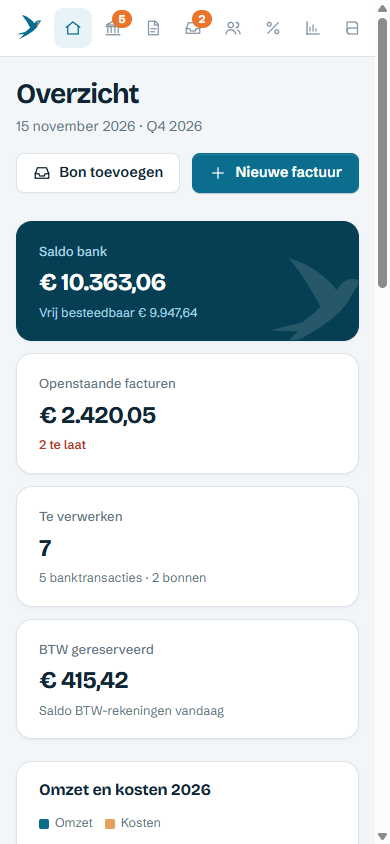 5
2
Overzicht
15 november 2026 · Q4 2026
Bon toevoegen
Nieuwe factuur
Saldo bank
€ 10.363,06
Vrij besteedbaar € 9.947,64
Openstaande facturen
€ 2.420,05
2 te laat
Te verwerken
7
5 banktransacties · 2 bonnen
BTW gereserveerd
€ 415,42
Saldo BTW-rekeningen vandaag
Omzet en kosten 2026
Omzet Kosten